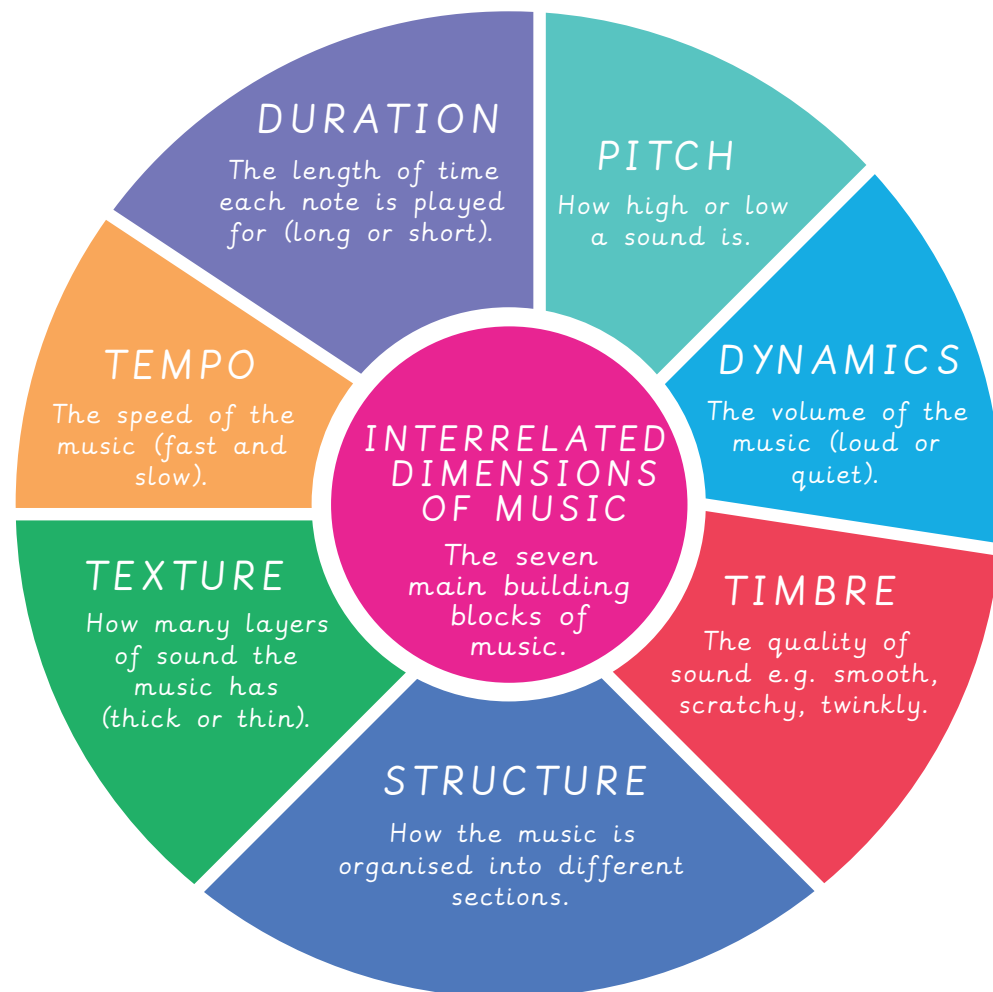 DURATION
The length of time
each note is played
for (long or short).
PITCH
How high or low
a sound is.
DYNAMICS
The volume of the
music (loud or
quiet).
TIMBRE
The quality of
sound e.g. smooth,
scratchy, twinkly.
STRUCTURE
How the music is
organised into different
sections.
TEXTURE
How many layers
of sound the
music has
(thick or thin).
TEMPO
The speed of the
music (fast and
slow).
INTERRELATED
DIMENSIONS
OF MUSIC
The seven
main building
blocks of
music.